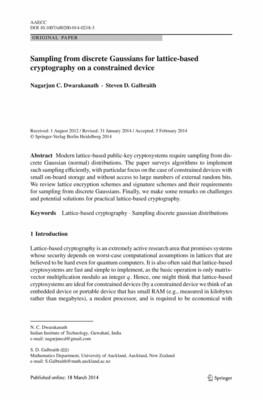 AAECC
DOI 10.1007/s00200-014-0218-3
ORIGINAL PAPER
Sampling from discrete Gaussians for lattice-based
cryptography on a constrained device
Nagarjun C. Dwarakanath · Steven D. Galbraith
Received: 1 August 2012 / Revised: 31 January 2014 / Accepted: 5 February 2014
© Springer-Verlag Berlin Heidelberg 2014
Abstract Modern lattice-based public-key cryptosystems require sampling from dis-
crete Gaussian (normal) distributions. The paper surveys algorithms to implement
such sampling efficiently, with particular focus on the case of constrained devices with
small on-board storage and without access to large numbers of external random bits.
We review lattice encryption schemes and signature schemes and their requirements
for sampling from discrete Gaussians. Finally, we make some remarks on challenges
and potential solutions for practical lattice-based cryptography.
Keywords Lattice-based cryptography · Sampling discrete gaussian distributions
1 Introduction
Lattice-based cryptography is an extremely active research area that promises systems
whose security depends on worst-case computational assumptions in lattices that are
believed to be hard even for quantum computers. It is also often said that lattice-based
cryptosystems are fast and simple to implement, as the basic operation is only matrix-
vector multiplication modulo an integer q. Hence, one might think that lattice-based
cryptosystems are ideal for constrained devices (by a constrained device we think of an
embedded device or portable device that has small RAM (e.g., measured in kilobytes
rather than megabytes), a modest processor, and is required to be economical with
N. C. Dwarakanath
Indian Institute of Technology, Guwahati, India
e-mail: nagarjun.cd@gmail.com
S. D. Galbraith (✉)
Mathematics Department, University of Auckland, Auckland, New Zealand
e-mail: S.Galbraith@math.auckland.ac.nz
Published online: 18 March 2014